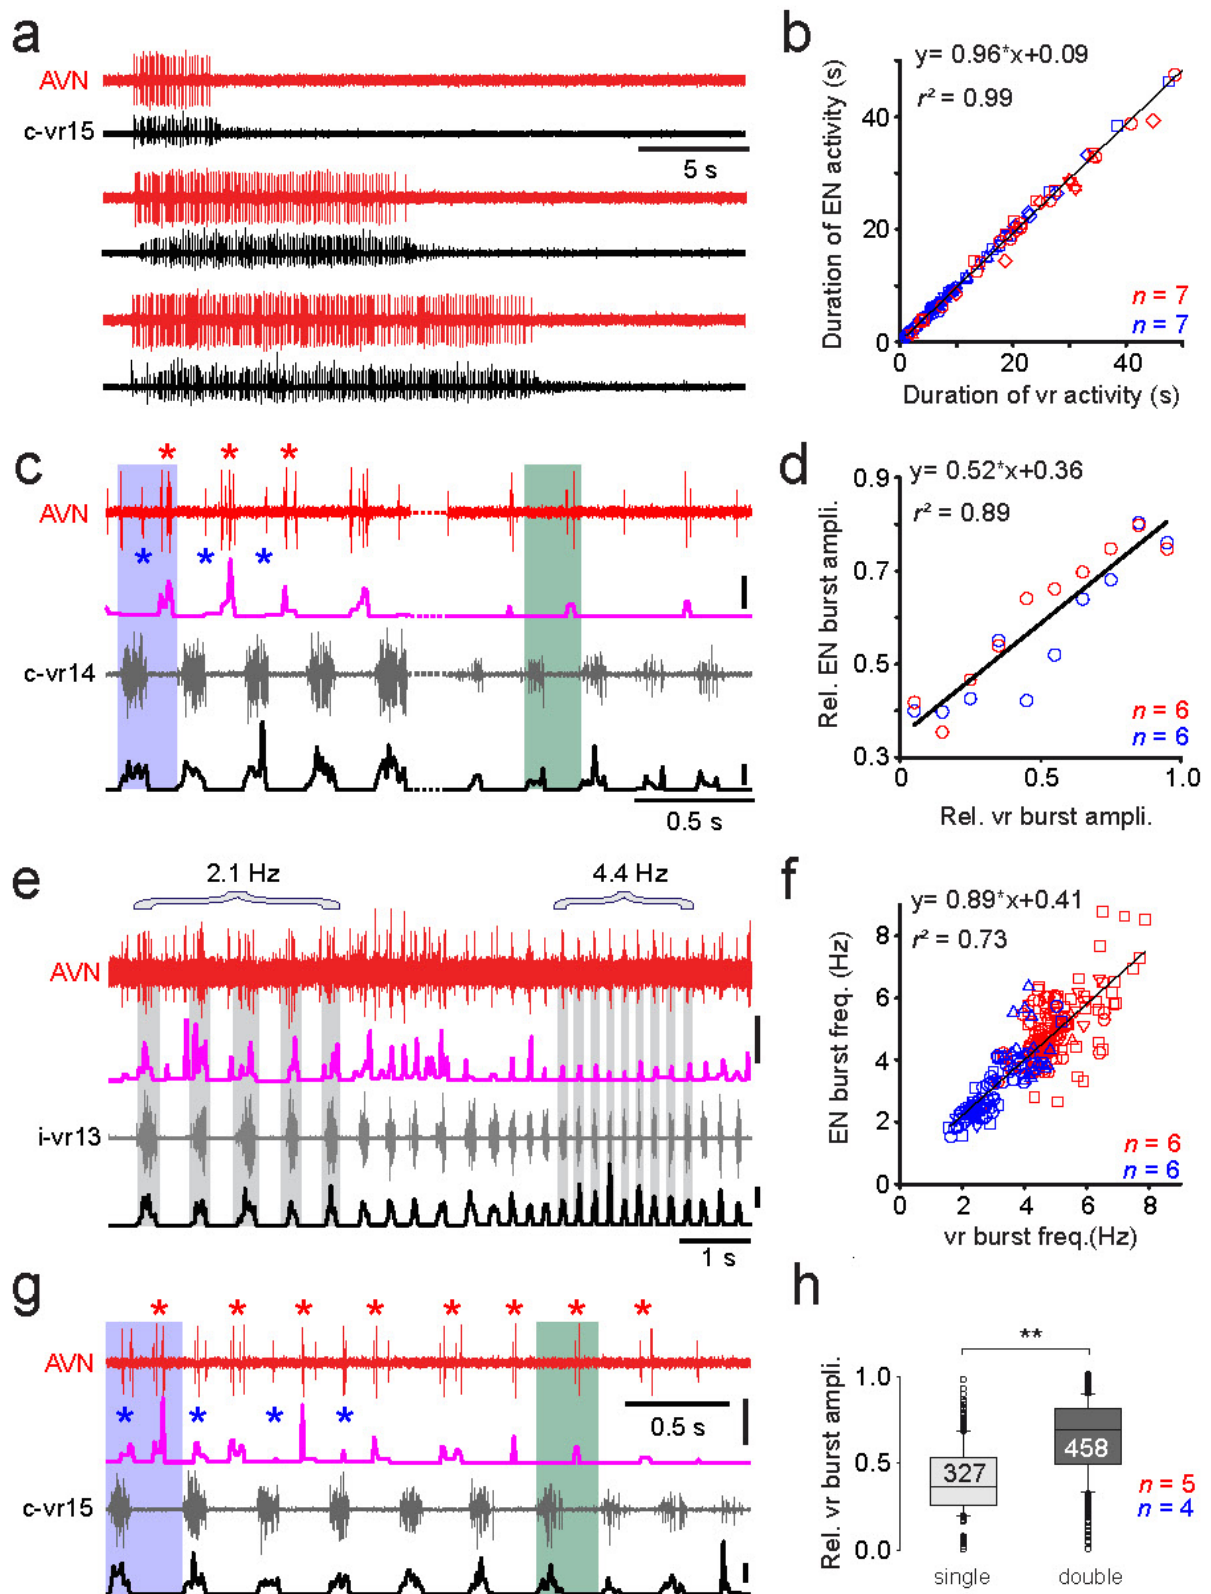 a
AVN
c-vr15
5 s
b
y= 0.96*x+0.09
r² = 0.99
Duration of EN activity (s)
40
20
0
0
20
40
n = 7
n = 7
Duration of vr activity (s)
c
* * *
AVN
* * *
c-vr14
0.5 s
d
y= 0.52*x+0.36
r² = 0.89
Rel. EN burst ampli.
0.9
0.7
0.5
0.3
0
0.5
1.0
n = 6
n = 6
Rel. vr burst ampli.
e
2.1 Hz
4.4 Hz
AVN
i-vr13
1 s
f
y= 0.89*x+0.41
r² = 0.73
EN burst freq. (Hz)
8
6
4
2
0
0
2
4
6
8
n = 6
n = 6
vr burst freq.(Hz)
g
* * * * * * * *
AVN
* * * *
0.5 s
c-vr15
h
**
Rel. vr burst ampli.
1.0
0.5
0.0
327
458
n = 5
n = 4
single
double